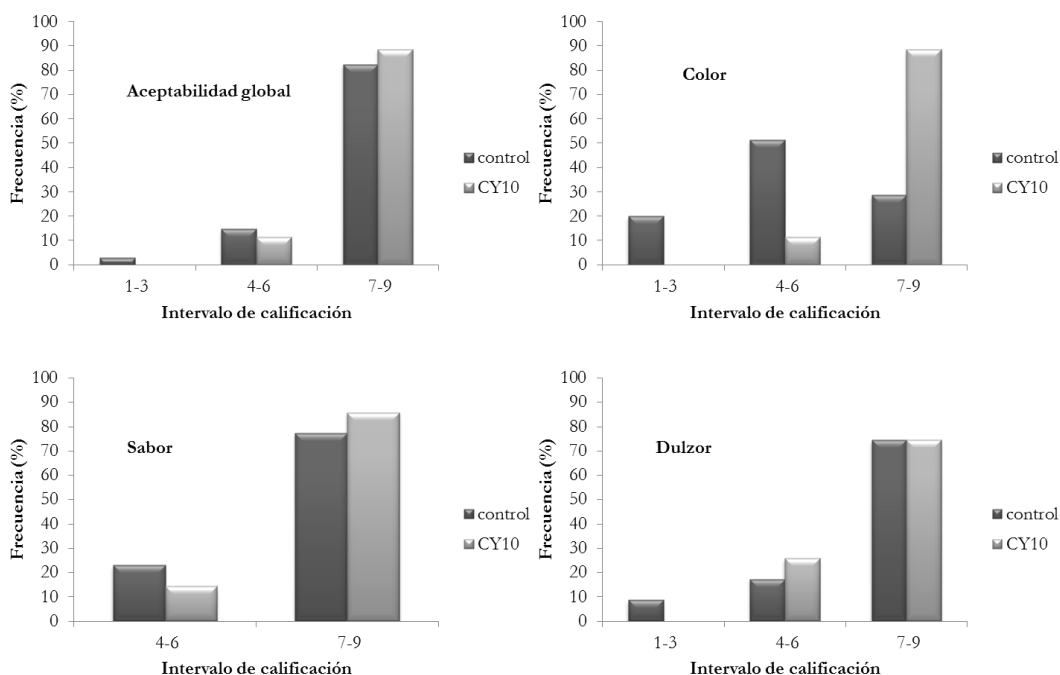 100
90
80
70
60
50
40
30
20
10
0
Frecuencia (%)
Aceptabilidad global
control
CY10
1-3 4-6 7-9
Intervalo de calificación
100
90
80
70
60
50
40
30
20
10
0
Frecuencia (%)
Color
control
CY10
1-3 4-6 7-9
Intervalo de calificación
100
90
80
70
60
50
40
30
20
10
0
Frecuencia (%)
Sabor
control
CY10
4-6 7-9
Intervalo de calificación
100
90
80
70
60
50
40
30
20
10
0
Frecuencia (%)
Dulzor
control
CY10
1-3 4-6 7-9
Intervalo de calificación